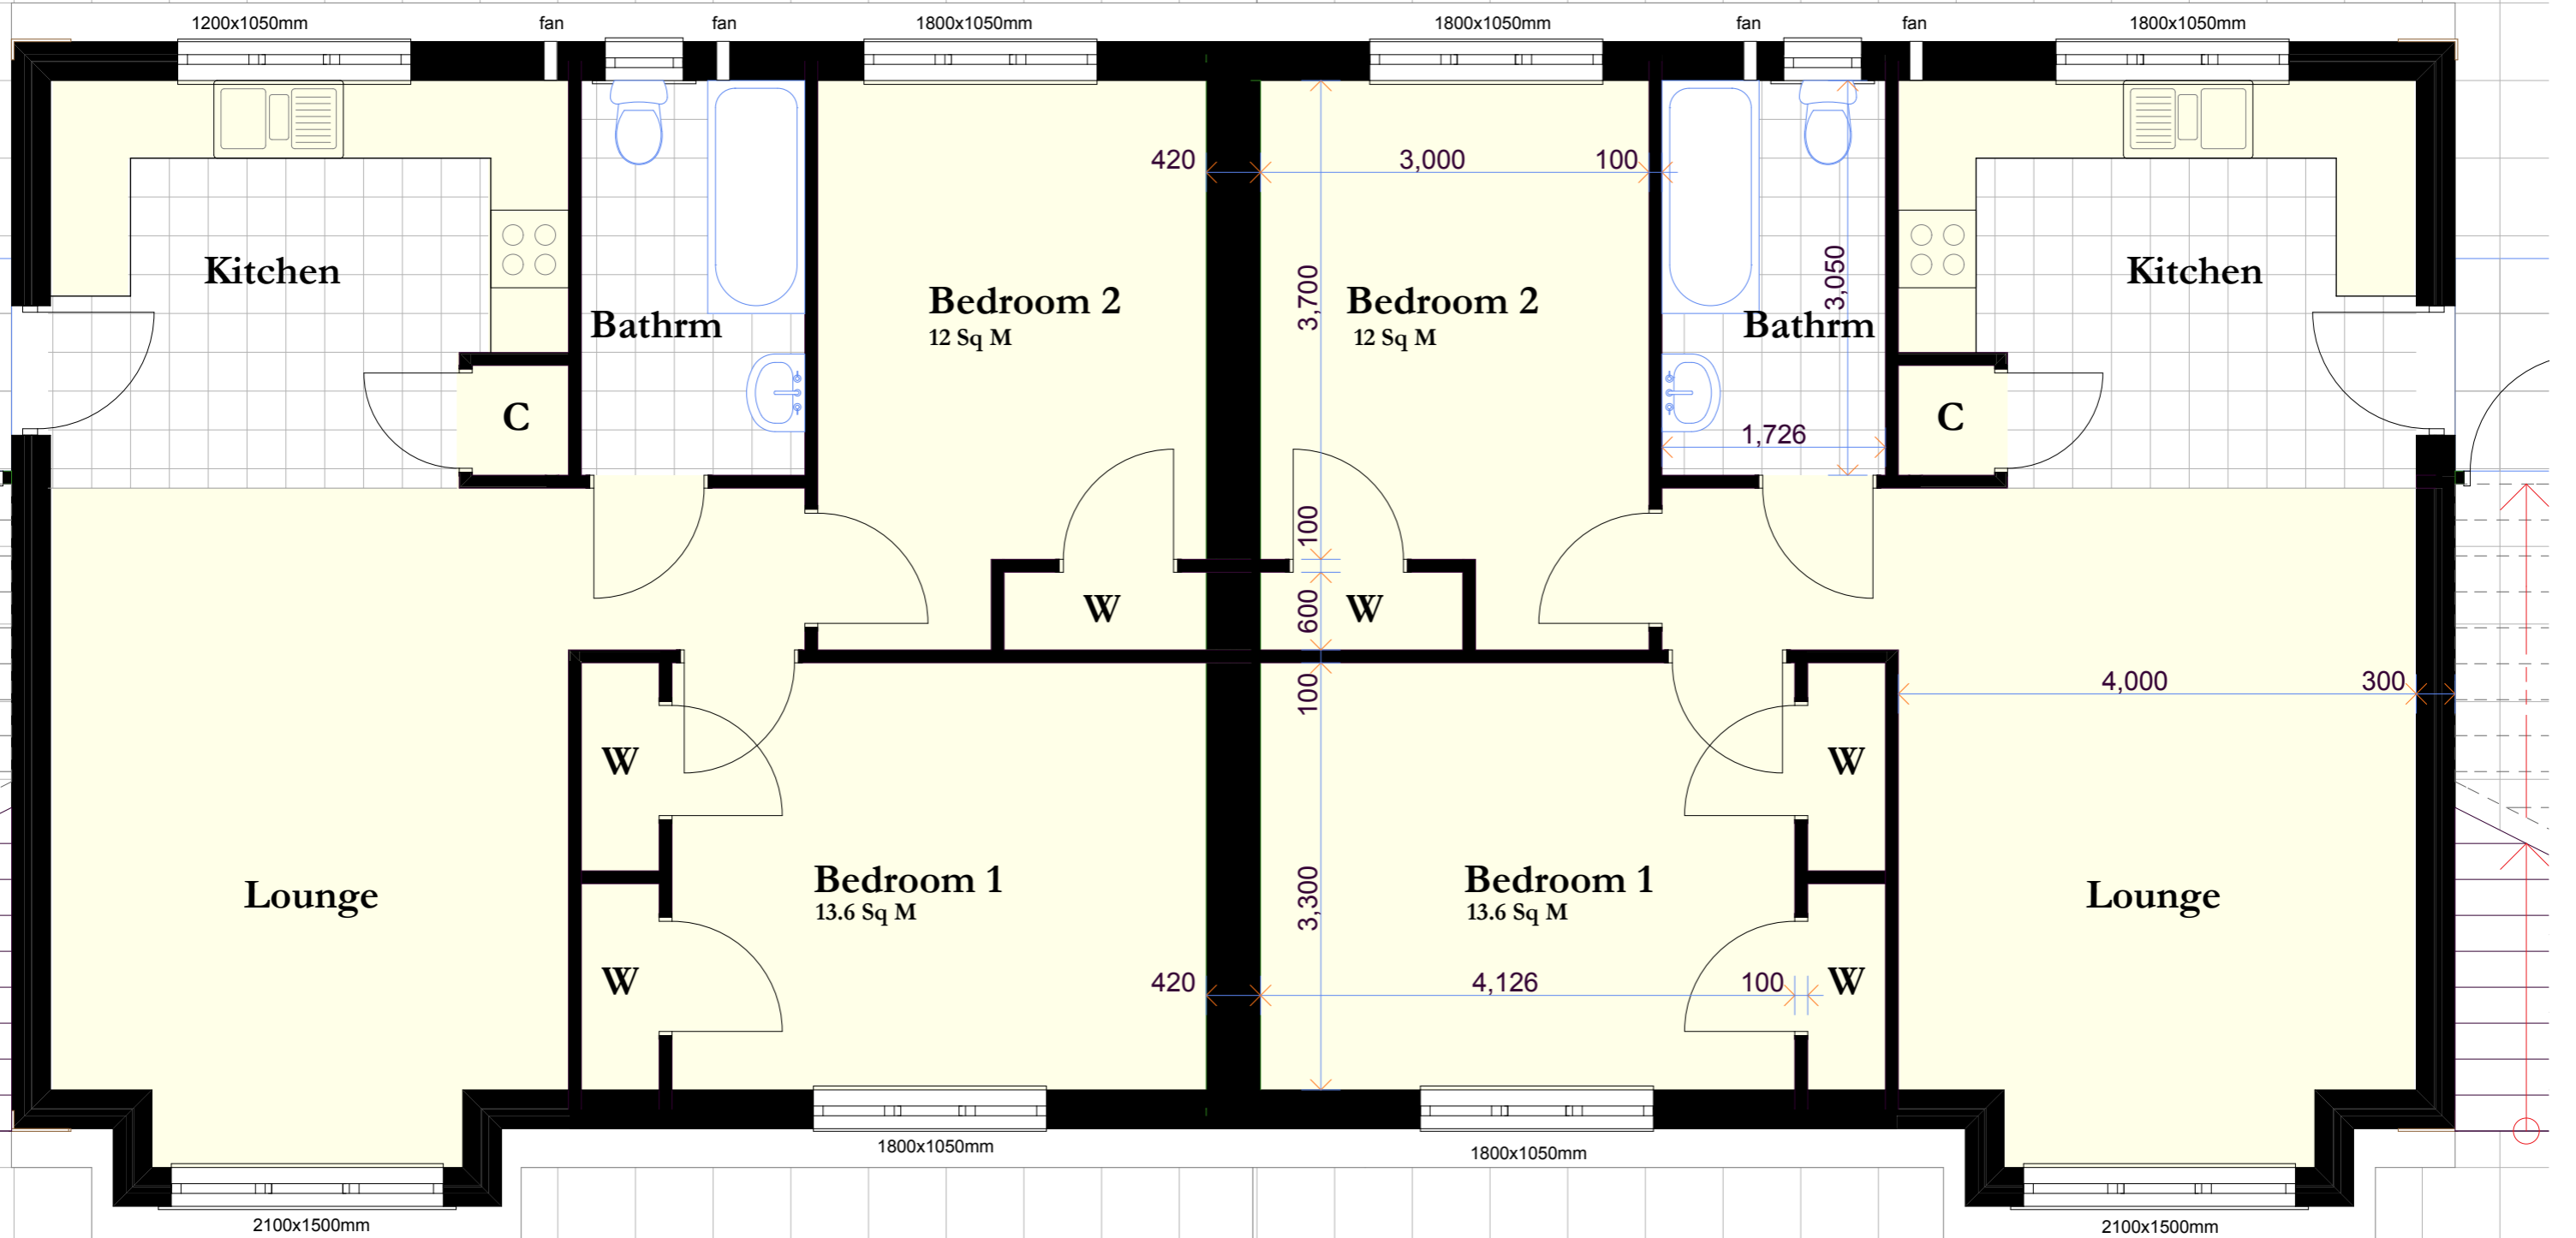 1200x1050mm fan fan 1800x1050mm 1800x1050mm fan fan 1800x1050mm
420 3,000 100
Kitchen
Bathrm
Bedroom 2
12 Sq M
Bedroom 2
12 Sq M
3,700
Bathrm
3,050
Kitchen
C
1,726
C
100
W
W
600
100
4,000 300
W
W
Lounge
Bedroom 1
13.6 Sq M
3,300
Bedroom 1
13.6 Sq M
Lounge
W
420 4,126 100
W
1800x1050mm
1800x1050mm
2100x1500mm
2100x1500mm